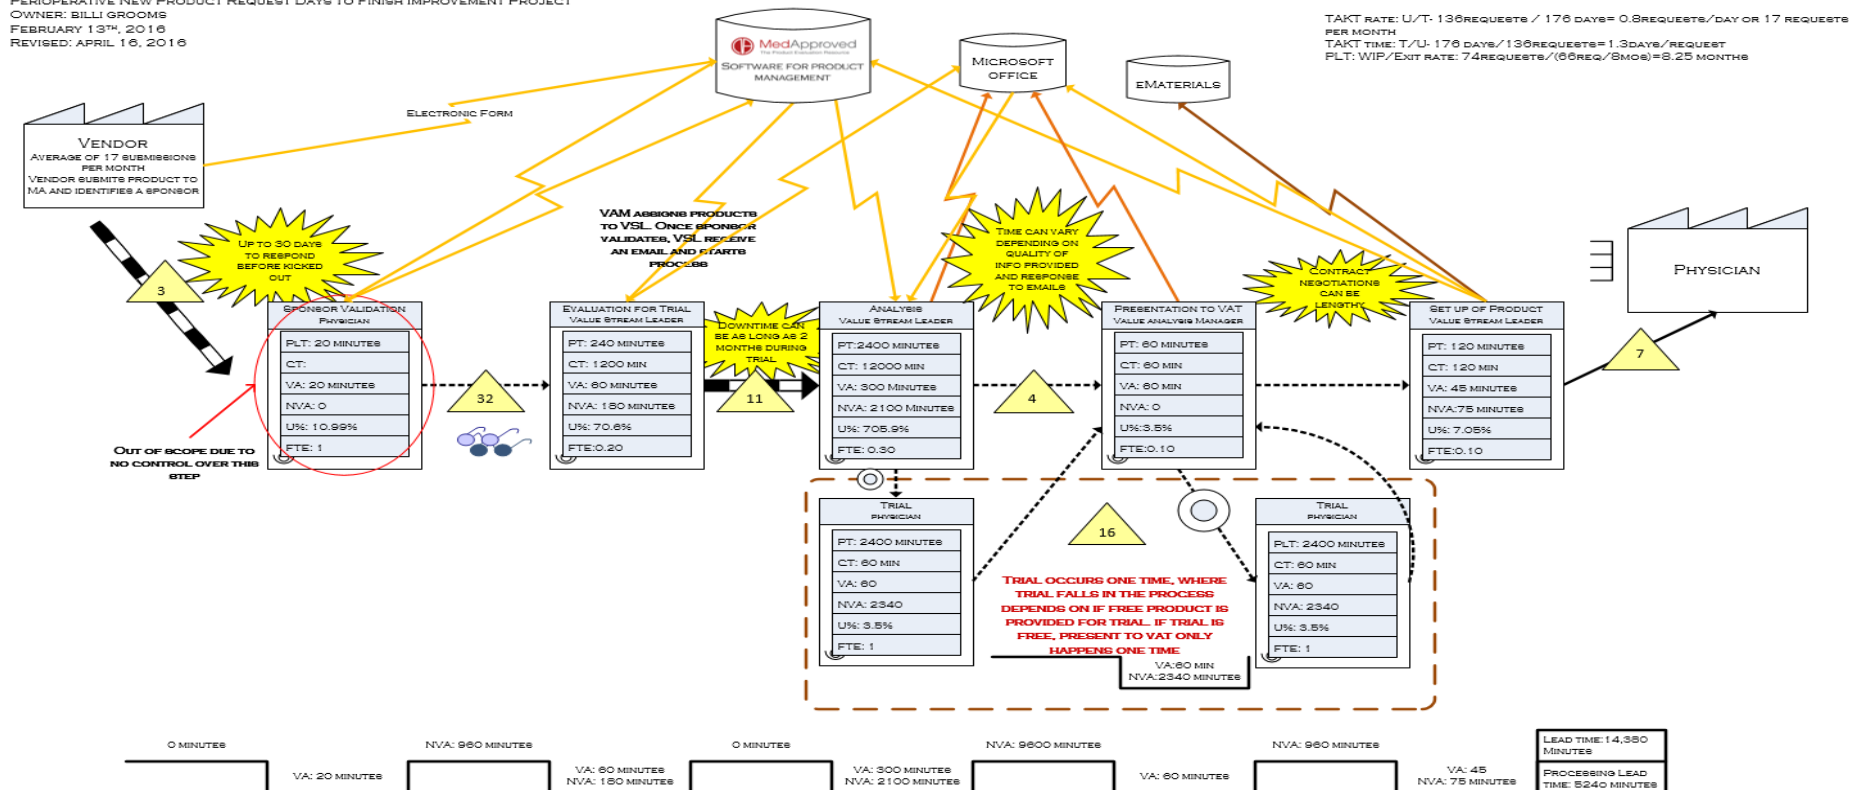 PERIOPERATIVE NEW PRODUCT REQUEST DAYS TO FINISH IMPROVEMENT PROJECT
OWNER: BILLI GROOMS
FEBRUARY 13TH, 2016
REVISED: APRIL 16, 2016
TAKT RATE: U/T- 136REQUESTS / 176 DAYS= 0.8REQUESTS/DAY OR 17 REQUESTS
PER MONTH
TAKT TIME: T/U- 176 DAYS/136REQUESTS=1.3DAYS/REQUEST
PLT: WIP/EXIT RATE: 74REQUESTS/(66REQ/8MOS)=8.25 MONTHS
MedApproved
The Product Evaluation Resource
SOFTWARE FOR PRODUCT
MANAGEMENT
MICROSOFT
OFFICE
EMATERIALS
ELECTRONIC FORM
VENDOR
AVERAGE OF 17 SUBMISSIONS
PER MONTH
VENDOR SUBMITS PRODUCT TO
MA AND IDENTIFIES A SPONSOR
PHYSICIAN
3
UP TO 30 DAYS
TO RESPOND
BEFORE KICKED
OUT
VAM ASSIGNS PRODUCTS
TO VSL. ONCE SPONSOR
VALIDATES, VSL RECEIVE
AN EMAIL AND STARTS
PROCESS
TIME CAN VARY
DEPENDING ON
QUALITY OF
INFO PROVIDED
AND RESPONSE
TO EMAILS
CONTRACT
NEGOTIATIONS
CAN BE
LENGTHY
DOWNTIME CAN
BE AS LONG AS 2
MONTHS DURING
TRIAL
SPONSOR VALIDATION
PHYSICIAN
PLT: 20 MINUTES
CT:
VA: 20 MINUTES
NVA: 0
U%: 10.99%
FTE: 1
OUT OF SCOPE DUE TO
NO CONTROL OVER THIS
STEP
32
EVALUATION FOR TRIAL
VALUE STREAM LEADER
PT: 240 MINUTES
CT: 1200 MIN
VA: 60 MINUTES
NVA: 180 MINUTES
U%: 70.6%
FTE:0.20
11
ANALYSIS
VALUE STREAM LEADER
PT:2400 MINUTES
CT: 12000 MIN
VA: 300 MINUTES
NVA: 2100 MINUTES
U%: 705.9%
FTE: 0.30
4
PRESENTATION TO VAT
VALUE ANALYSIS MANAGER
PT: 60 MINUTES
CT: 60 MIN
VA: 60 MIN
NVA: 0
U%:3.5%
FTE:0.10
SET UP OF PRODUCT
VALUE STREAM LEADER
PT: 120 MINUTES
CT: 120 MIN
VA: 45 MINUTES
NVA:75 MINUTES
U%: 7.05%
FTE:0.10
7
TRIAL
PHYSICIAN
PT: 2400 MINUTES
CT: 60 MIN
VA: 60
NVA: 2340
U%: 3.5%
FTE: 1
16
TRIAL OCCURS ONE TIME, WHERE
TRIAL FALLS IN THE PROCESS
DEPENDS ON IF FREE PRODUCT IS
PROVIDED FOR TRIAL. IF TRIAL IS
FREE, PRESENT TO VAT ONLY
HAPPENS ONE TIME
VA:60 MIN
NVA:2340 MINUTES
TRIAL
PHYSICIAN
PLT: 2400 MINUTES
CT: 60 MIN
VA: 60
NVA: 2340
U%: 3.5%
FTE: 1
0 MINUTES
VA: 20 MINUTES
NVA: 960 MINUTES
VA: 60 MINUTES
NVA: 180 MINUTES
0 MINUTES
VA: 300 MINUTES
NVA: 2100 MINUTES
NVA: 9600 MINUTES
VA: 60 MINUTES
NVA: 960 MINUTES
VA: 45
NVA: 75 MINUTES
LEAD TIME:14,380
MINUTES
PROCESSING LEAD
TIME: 5240 MINUTES